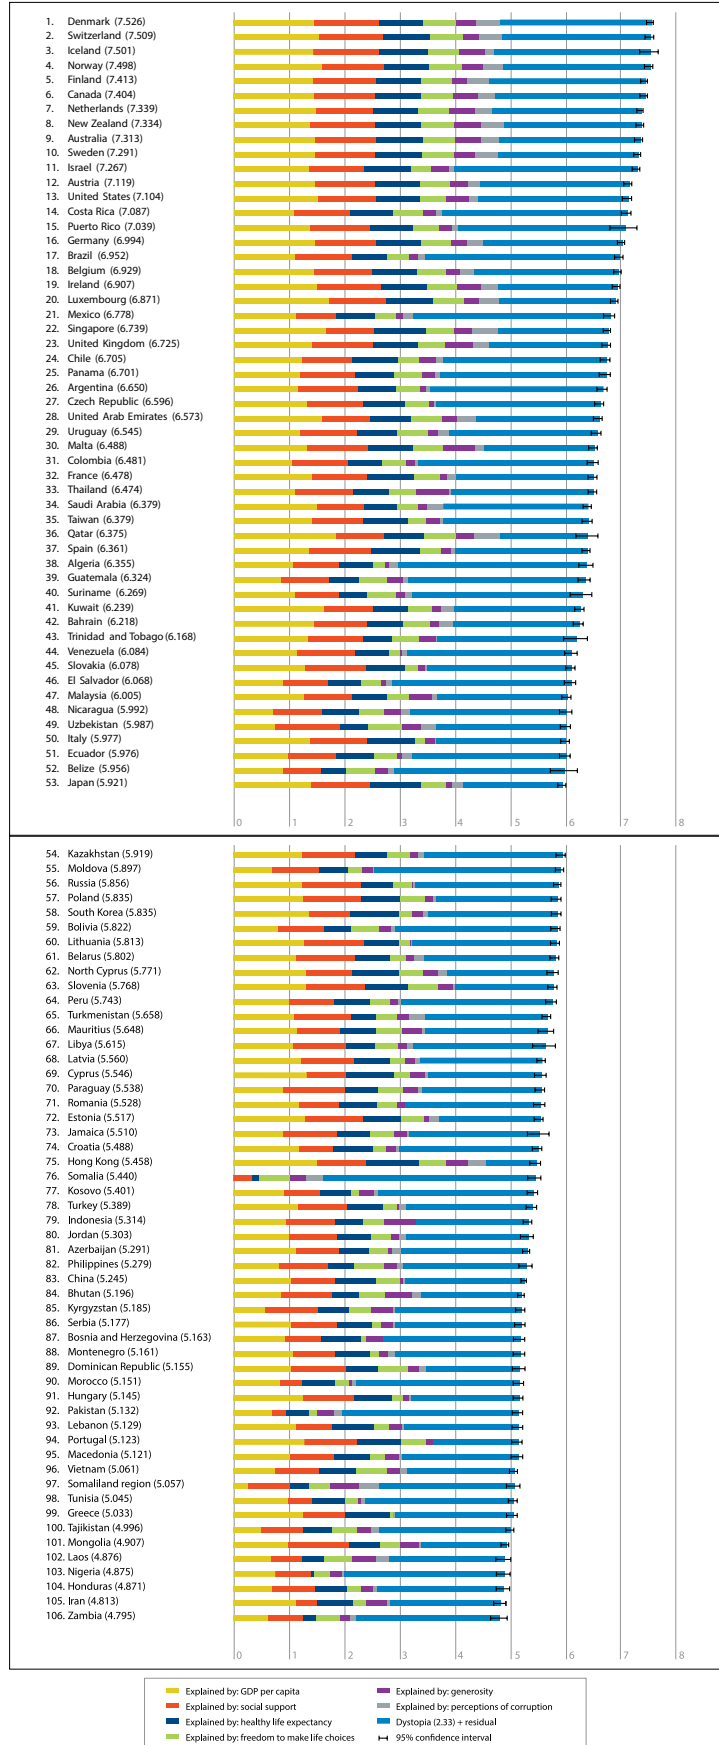 1. Denmark (7.526)
2. Switzerland (7.509)
3. Iceland (7.501)
4. Norway (7.498)
5. Finland (7.413)
6. Canada (7.404)
7. Netherlands (7.339)
8. New Zealand (7.334)
9. Australia (7.313)
10. Sweden (7.291)
11. Israel (7.267)
12. Austria (7.119)
13. United States (7.104)
14. Costa Rica (7.087)
15. Puerto Rico (7.039)
16. Germany (6.994)
17. Brazil (6.952)
18. Belgium (6.929)
19. Ireland (6.907)
20. Luxembourg (6.871)
21. Mexico (6.778)
22. Singapore (6.739)
23. United Kingdom (6.725)
24. Chile (6.705)
25. Panama (6.701)
26. Argentina (6.650)
27. Czech Republic (6.596)
28. United Arab Emirates (6.573)
29. Uruguay (6.545)
30. Malta (6.488)
31. Colombia (6.481)
32. France (6.478)
33. Thailand (6.474)
34. Saudi Arabia (6.379)
35. Taiwan (6.379)
36. Qatar (6.375)
37. Spain (6.361)
38. Algeria (6.355)
39. Guatemala (6.324)
40. Suriname (6.269)
41. Kuwait (6.239)
42. Bahrain (6.218)
43. Trinidad and Tobago (6.168)
44. Venezuela (6.084)
45. Slovakia (6.078)
46. El Salvador (6.068)
47. Malaysia (6.005)
48. Nicaragua (5.992)
49. Uzbekistan (5.987)
50. Italy (5.977)
51. Ecuador (5.976)
52. Belize (5.956)
53. Japan (5.921)
0 1 2 3 4 5 6 7 8
54. Kazakhstan (5.919)
55. Moldova (5.897)
56. Russia (5.856)
57. Poland (5.835)
58. South Korea (5.835)
59. Bolivia (5.822)
60. Lithuania (5.813)
61. Belarus (5.802)
62. North Cyprus (5.771)
63. Slovenia (5.768)
64. Peru (5.743)
65. Turkmenistan (5.658)
66. Mauritius (5.648)
67. Libya (5.615)
68. Latvia (5.560)
69. Cyprus (5.546)
70. Paraguay (5.538)
71. Romania (5.528)
72. Estonia (5.517)
73. Jamaica (5.510)
74. Croatia (5.488)
75. Hong Kong (5.458)
76. Somalia (5.440)
77. Kosovo (5.401)
78. Turkey (5.389)
79. Indonesia (5.314)
80. Jordan (5.303)
81. Azerbaijan (5.291)
82. Philippines (5.279)
83. China (5.245)
84. Bhutan (5.196)
85. Kyrgyzstan (5.185)
86. Serbia (5.177)
87. Bosnia and Herzegovina (5.163)
88. Montenegro (5.161)
89. Dominican Republic (5.155)
90. Morocco (5.151)
91. Hungary (5.145)
92. Pakistan (5.132)
93. Lebanon (5.129)
94. Portugal (5.123)
95. Macedonia (5.121)
96. Vietnam (5.061)
97. Somaliland region (5.057)
98. Tunisia (5.045)
99. Greece (5.033)
100. Tajikistan (4.996)
101. Mongolia (4.907)
102. Laos (4.876)
103. Nigeria (4.875)
104. Honduras (4.871)
105. Iran (4.813)
106. Zambia (4.795)
0 1 2 3 4 5 6 7 8
Explained by: GDP per capita
Explained by: social support
Explained by: healthy life expectancy
Explained by: freedom to make life choices
Explained by: generosity
Explained by: perceptions of corruption
Dystopia (2.33) + residual
95% confidence interval